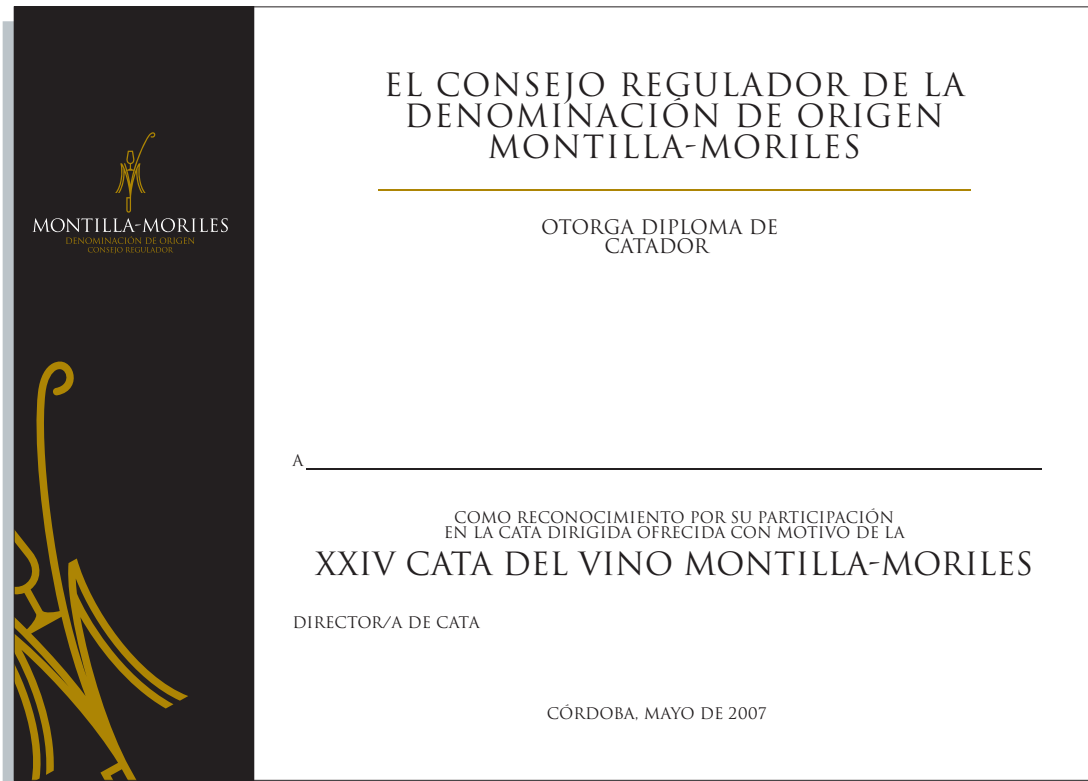 MONTILLA-MORILES
DENOMINACIÓN DE ORIGEN
CONSEJO REGULADOR
EL CONSEJO REGULADOR DE LA
DENOMINACIÓN DE ORIGEN
MONTILLA-MORILES
OTORGA DIPLOMA DE
CATADOR
A
COMO RECONOCIMIENTO POR SU PARTICIPACIÓN
EN LA CATA DIRIGIDA OFRECIDA CON MOTIVO DE LA
XXIV CATA DEL VINO MONTILLA-MORILES
DIRECTOR/A DE CATA
CÓRDOBA, MAYO DE 2007